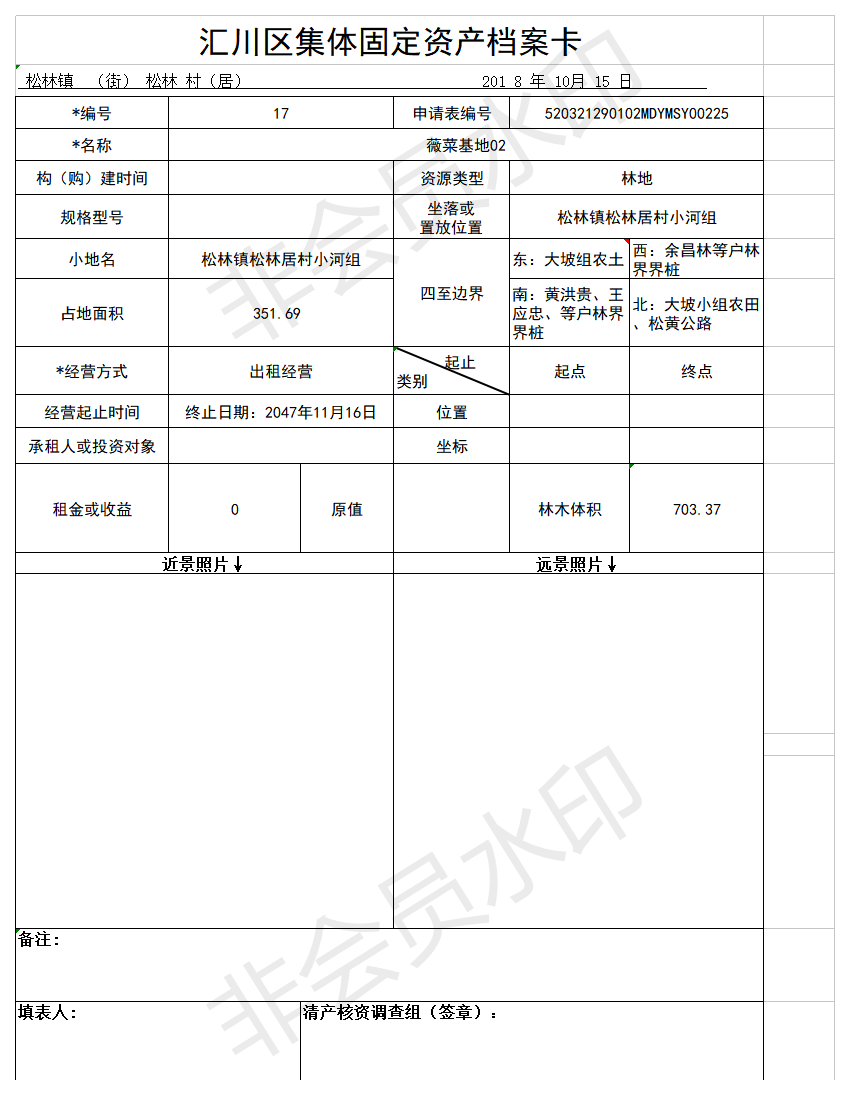 汇川区集体固定资产档案卡
松林镇 （街） 松林 村（居） 201 8 年 10月 15 日
*编号 17 申请表编号 520321290102MDYMSY00225
*名称 薇菜基地02
构（购）建时间 资源类型 林地
规格型号 坐落或
置放位置 松林镇松林居村小河组
小地名 松林镇松林居村小河组 四至边界 东：大坡组农土 西：余昌林等户林
界界桩
占地面积 351.69 南：黄洪贵、王
应忠、等户林界
界桩 北：大坡小组农田
、松黄公路
*经营方式 出租经营 起止
类别 起点 终点
经营起止时间 终止日期：2047年11月16日 位置
承租人或投资对象 坐标
租金或收益 0 原值 林木体积 703.37
近景照片↓ 远景照片↓
备注：
填表人： 清产核资调查组（签章）：
非会员水印
非会员水印